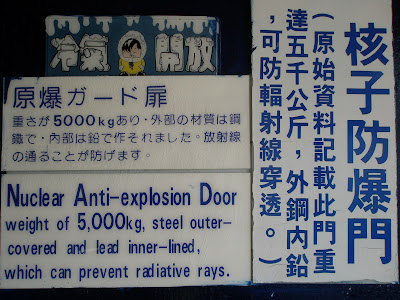 冷氣開放
原爆ガード扉
重さが5000kgあり・外部の材質は鋼
鐵で・内部は鉛で作それました。放射線
の通ることが防げます。
Nuclear Anti-explosion Door
weight of 5,000kg, steel outer-
covered and lead inner-lined,
which can prevent radiative rays.
核子防爆門
(原始資料記載此門重
達五千公斤，外鋼內鉛
，可防輻射線穿透。)